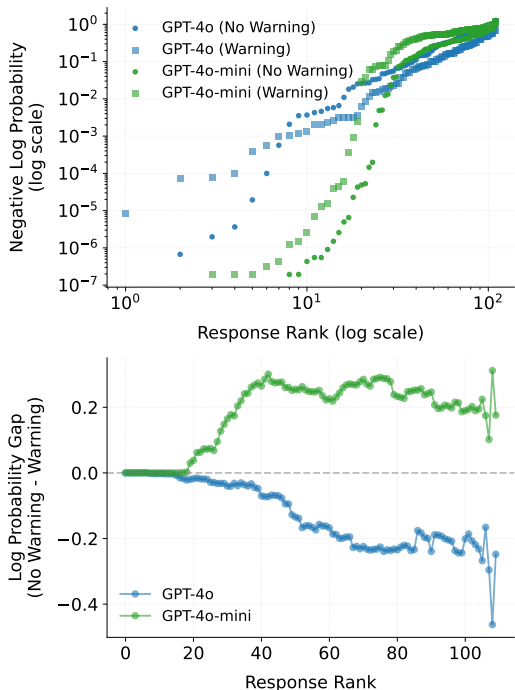 10⁰
10⁻¹
10⁻²
10⁻³
10⁻⁴
10⁻⁵
10⁻⁶
10⁻⁷
Negative Log Probability
(log scale)
GPT-4o (No Warning)
GPT-4o (Warning)
GPT-4o-mini (No Warning)
GPT-4o-mini (Warning)
10⁰
10¹
10²
Response Rank (log scale)
0.2
0.0
−0.2
−0.4
Log Probability Gap
(No Warning - Warning)
GPT-4o
GPT-4o-mini
0
20
40
60
80
100
Response Rank